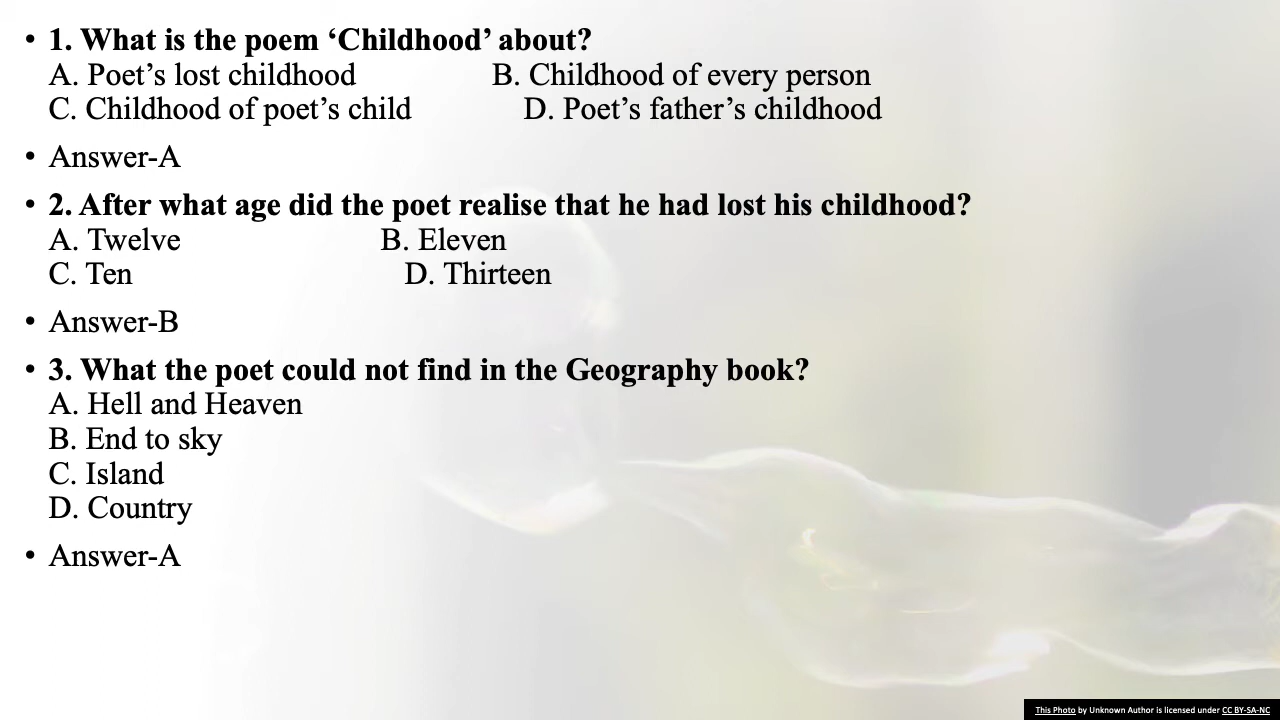 • 1. What is the poem ‘Childhood’ about?
A. Poet’s lost childhood B. Childhood of every person
C. Childhood of poet’s child D. Poet’s father’s childhood
• Answer-A
• 2. After what age did the poet realise that he had lost his childhood?
A. Twelve B. Eleven
C. Ten D. Thirteen
• Answer-B
• 3. What the poet could not find in the Geography book?
A. Hell and Heaven
B. End to sky
C. Island
D. Country
• Answer-A
This Photo by Unknown Author is licensed under CC BY-SA-NC